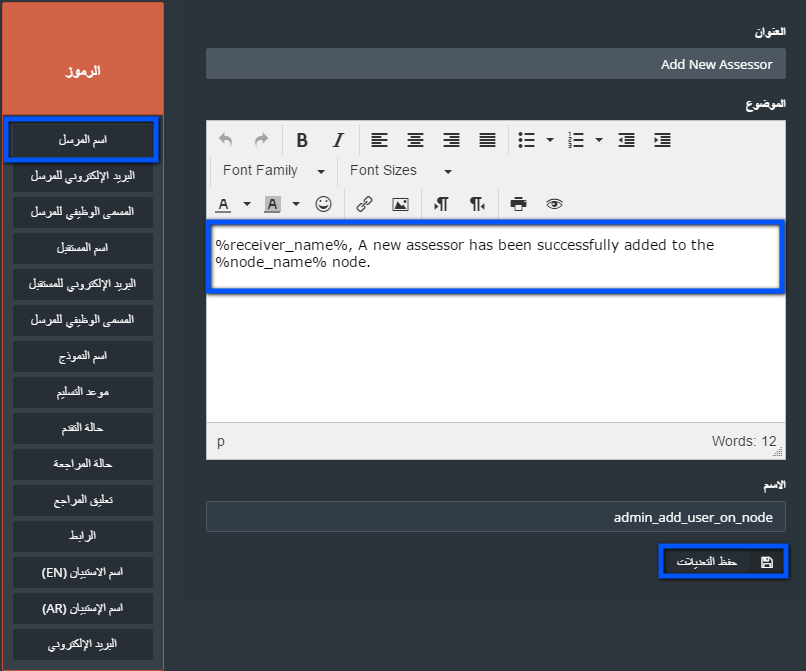 الرموز
اسم المرسل
البريد الإلكتروني للمرسل
المسمى الوظيفي للمرسل
اسم المستقبل
البريد الإلكتروني للمستقبل
المسمى الوظيفي للمرسل
اسم النموذج
موعد التسليم
حالة التقدم
حالة المراجعة
تعليق المراجع
الرابط
اسم الاستبيان (EN)
اسم الإستبيان (AR)
البريد الإلكتروني
العنوان
Add New Assessor
الموضوع
B I
Font Family Font Sizes
A A
%receiver_name%, A new assessor has been successfully added to the
%node_name% node.
p Words: 12
الاسم
admin_add_user_on_node
حفظ التعديلات